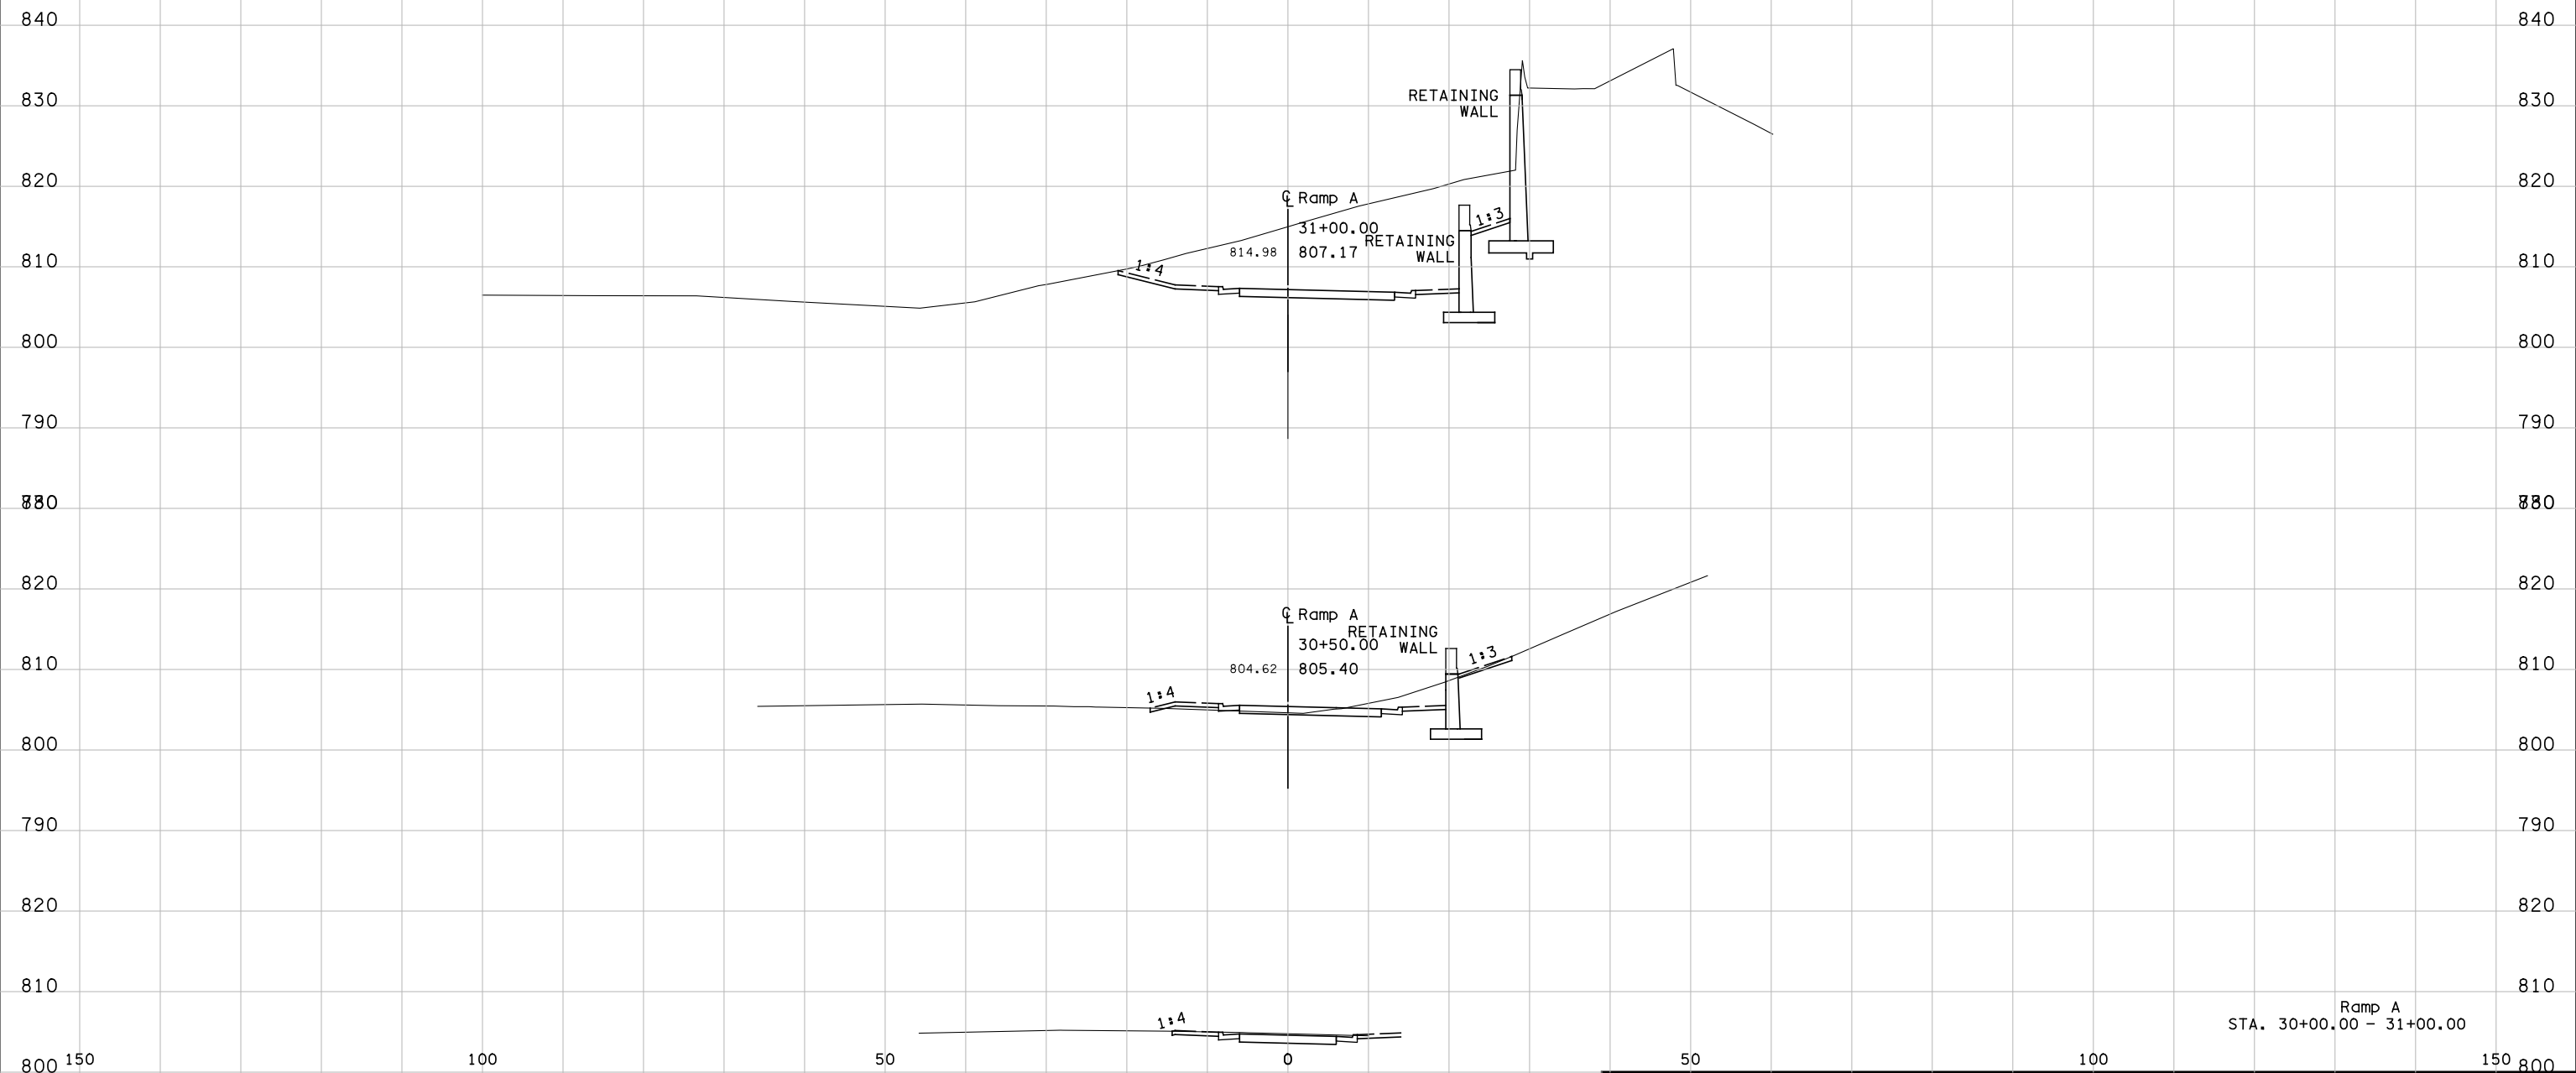 840 840
830 RETAINING 830
WALL
820 ℄ Ramp A 820
31+00.00 1:3
1:4 814.98 807.17 RETAINING
WALL
810 810
800 800
790 790
830 830
820 820
℄ Ramp A
30+50.00 RETAINING
WALL
810 804.62 805.40 1:3 810
1:4
800 800
790 790
820 820
810 810
Ramp A
1:4 STA. 30+00.00 - 31+00.00
150 100 50 0 50 100 150
800 800